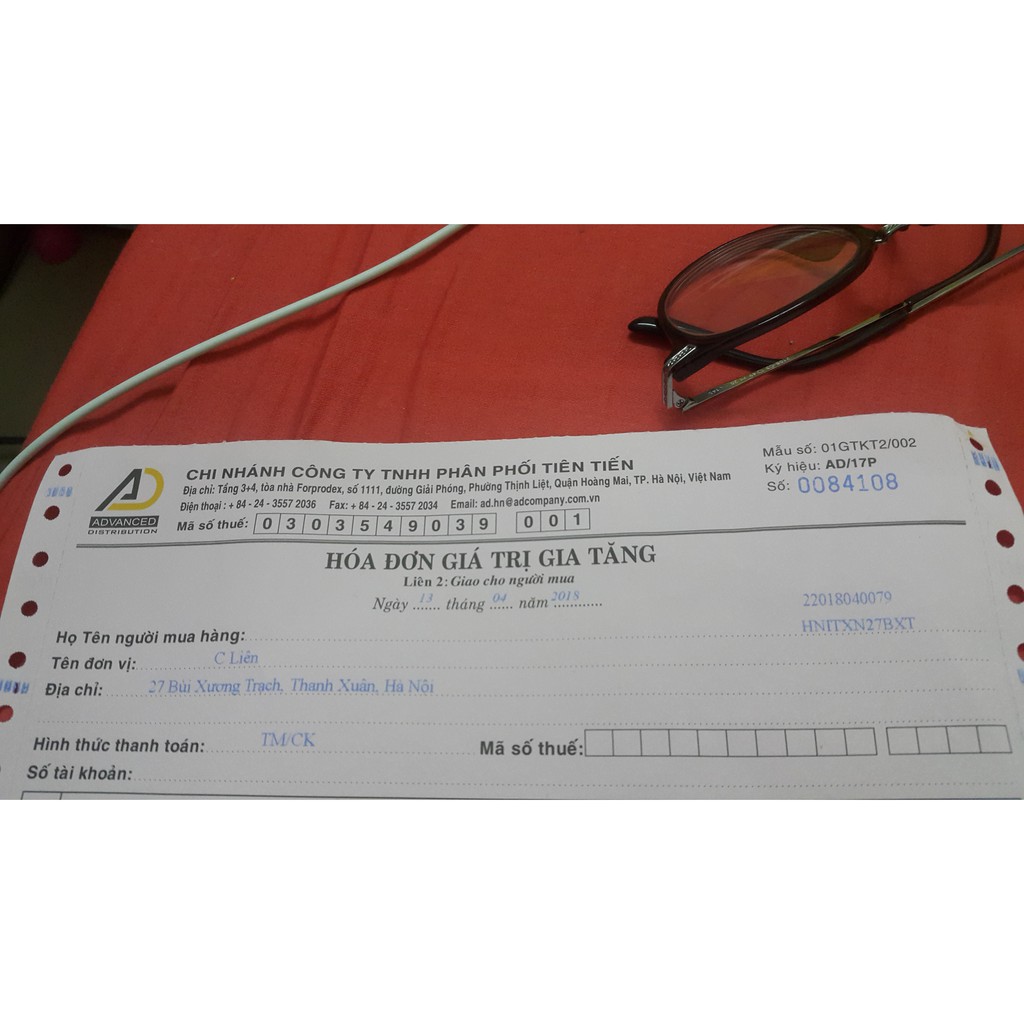 AD
ADVANCED
DISTRIBUTION
CHI NHÁNH CÔNG TY TNHH PHÂN PHỐI TIÊN TIẾN
Địa chỉ: Tầng 3+4, tòa nhà Forprodex, số 1111, đường Giải Phóng, Phường Thịnh Liệt, Quận Hoàng Mai, TP. Hà Nội, Việt Nam
Điện thoại : + 84 - 24 - 3557 2036 Fax: + 84 - 24 - 3557 2034 Email: ad.hn@adcompany.com.vn
Mã số thuế: 0303549039 001
Mẫu số: 01GTKT2/002
Ký hiệu: AD/17P
Số: 0084108
HÓA ĐƠN GIÁ TRỊ GIA TĂNG
Liên 2: Giao cho người mua
Ngày 13 tháng 04 năm 2018
22018040079
HNITXN27BXT
Họ Tên người mua hàng:
Tên đơn vị: C Liên
Địa chỉ: 27 Bùi Xương Trạch, Thanh Xuân, Hà Nội
Hình thức thanh toán: TM/CK Mã số thuế:
Số tài khoản: